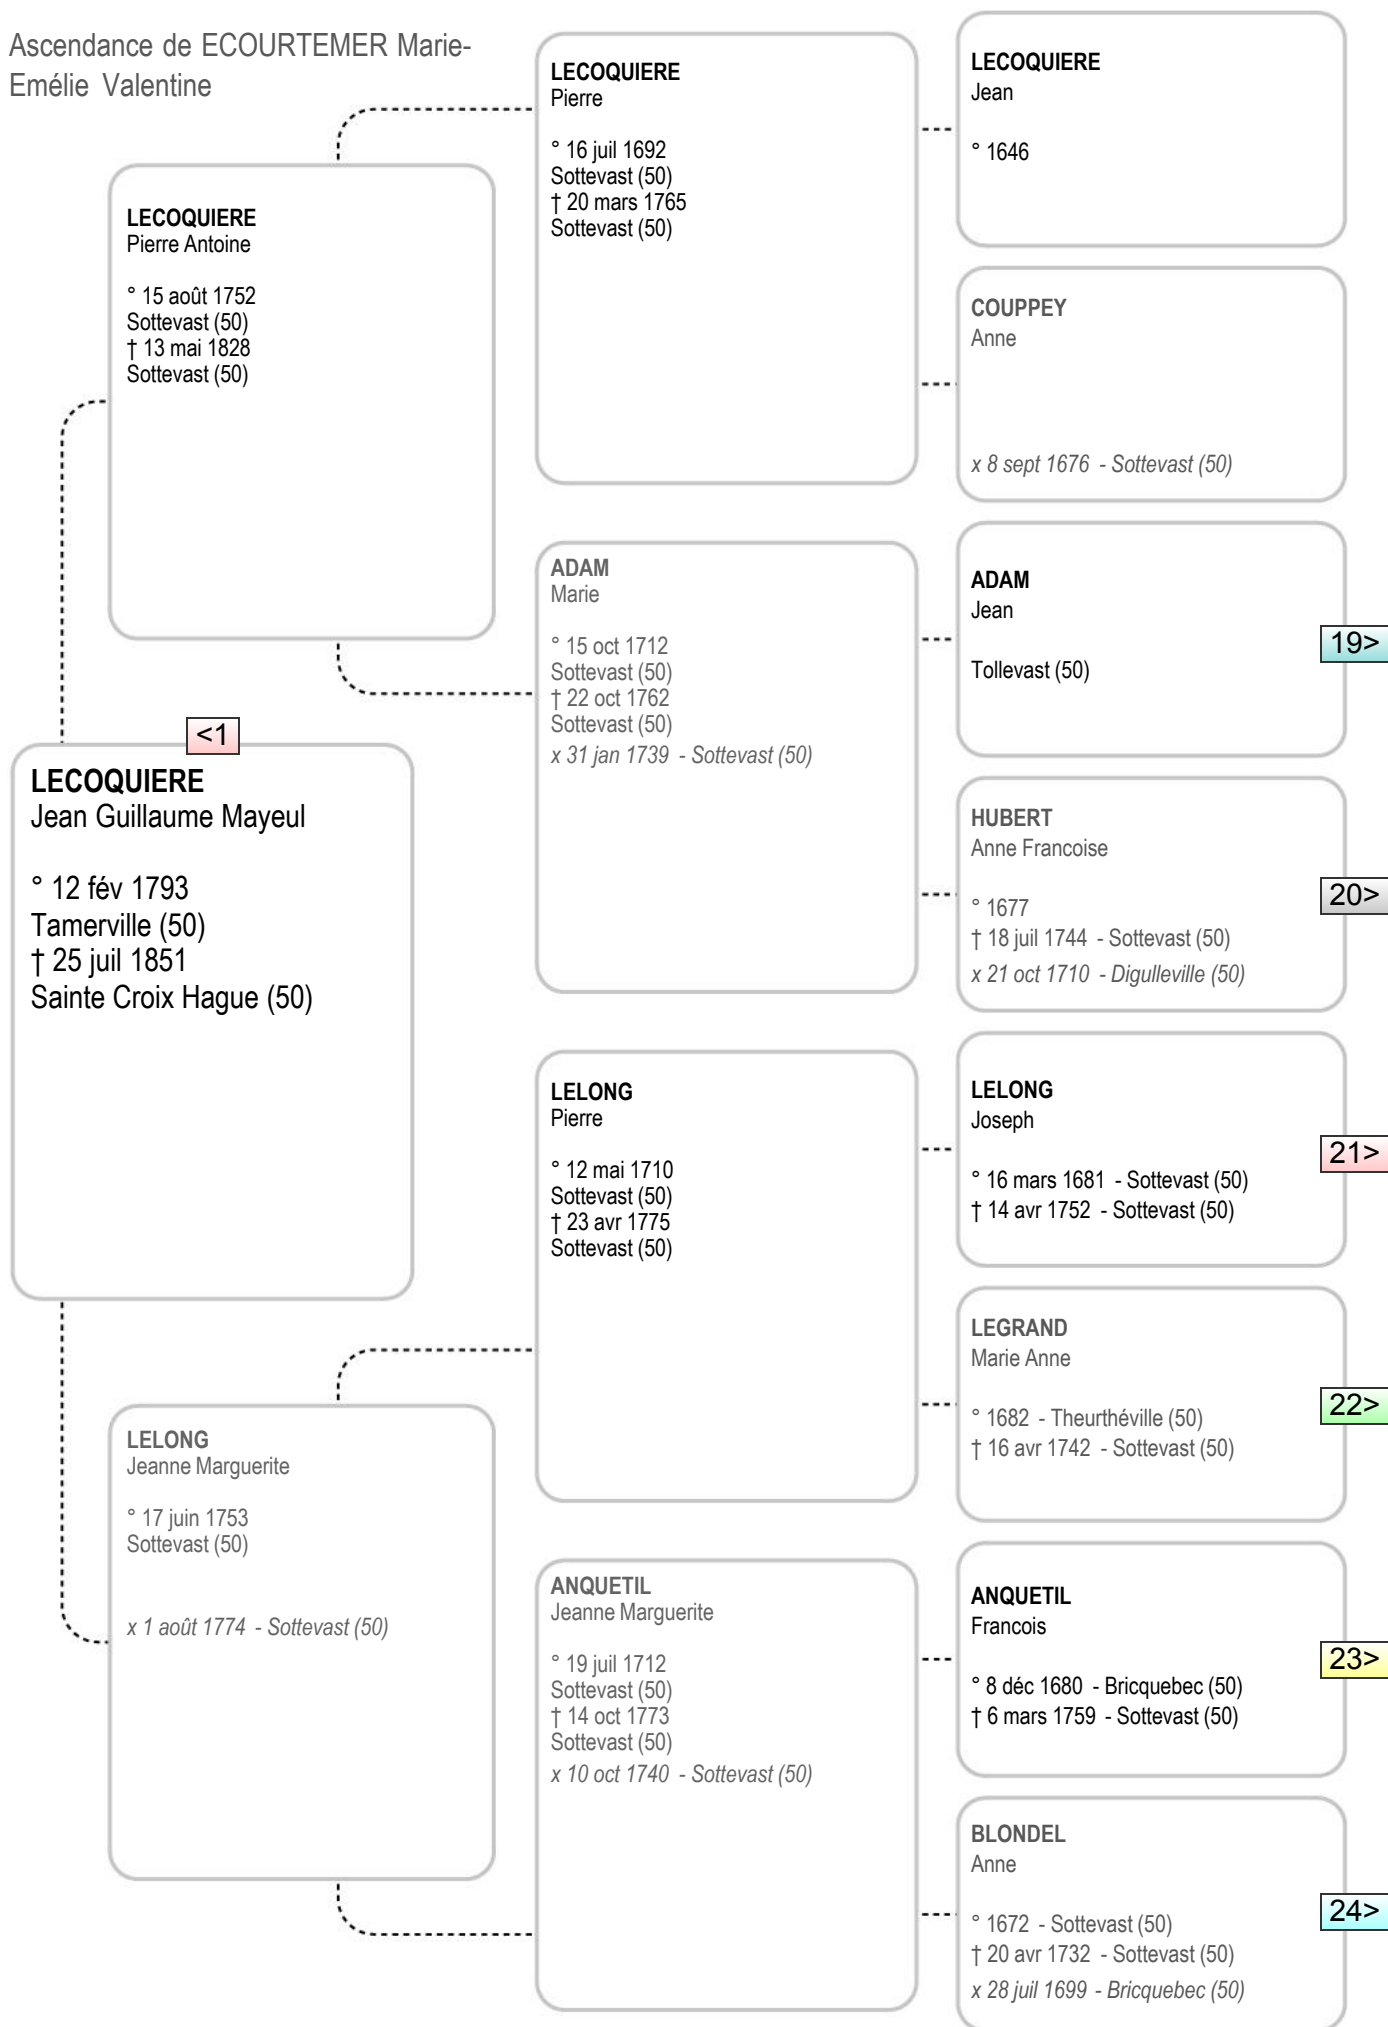 Ascendance de ECOURTEMER Marie-
Emélie Valentine
<1
LECOQUIERE
Jean Guillaume Mayeul
° 12 fév 1793
Tamerville (50)
† 25 juil 1851
Sainte Croix Hague (50)
LECOQUIERE
Pierre Antoine
° 15 août 1752
Sottevast (50)
† 13 mai 1828
Sottevast (50)
LELONG
Jeanne Marguerite
° 17 juin 1753
Sottevast (50)
x 1 août 1774 - Sottevast (50)
LECOQUIERE
Pierre
° 16 juil 1692
Sottevast (50)
† 20 mars 1765
Sottevast (50)
ADAM
Marie
° 15 oct 1712
Sottevast (50)
† 22 oct 1762
Sottevast (50)
x 31 jan 1739 - Sottevast (50)
LELONG
Pierre
° 12 mai 1710
Sottevast (50)
† 23 avr 1775
Sottevast (50)
ANQUETIL
Jeanne Marguerite
° 19 juil 1712
Sottevast (50)
† 14 oct 1773
Sottevast (50)
x 10 oct 1740 - Sottevast (50)
LECOQUIERE
Jean
° 1646
COUPPEY
Anne
x 8 sept 1676 - Sottevast (50)
ADAM
Jean
Tollevast (50)
19>
HUBERT
Anne Francoise
° 1677
† 18 juil 1744 - Sottevast (50)
x 21 oct 1710 - Digulleville (50)
20>
LELONG
Joseph
° 16 mars 1681 - Sottevast (50)
† 14 avr 1752 - Sottevast (50)
21>
LEGRAND
Marie Anne
° 1682 - Theurthéville (50)
† 16 avr 1742 - Sottevast (50)
22>
ANQUETIL
Francois
° 8 déc 1680 - Bricquebec (50)
† 6 mars 1759 - Sottevast (50)
23>
BLONDEL
Anne
° 1672 - Sottevast (50)
† 20 avr 1732 - Sottevast (50)
x 28 juil 1699 - Bricquebec (50)
24>